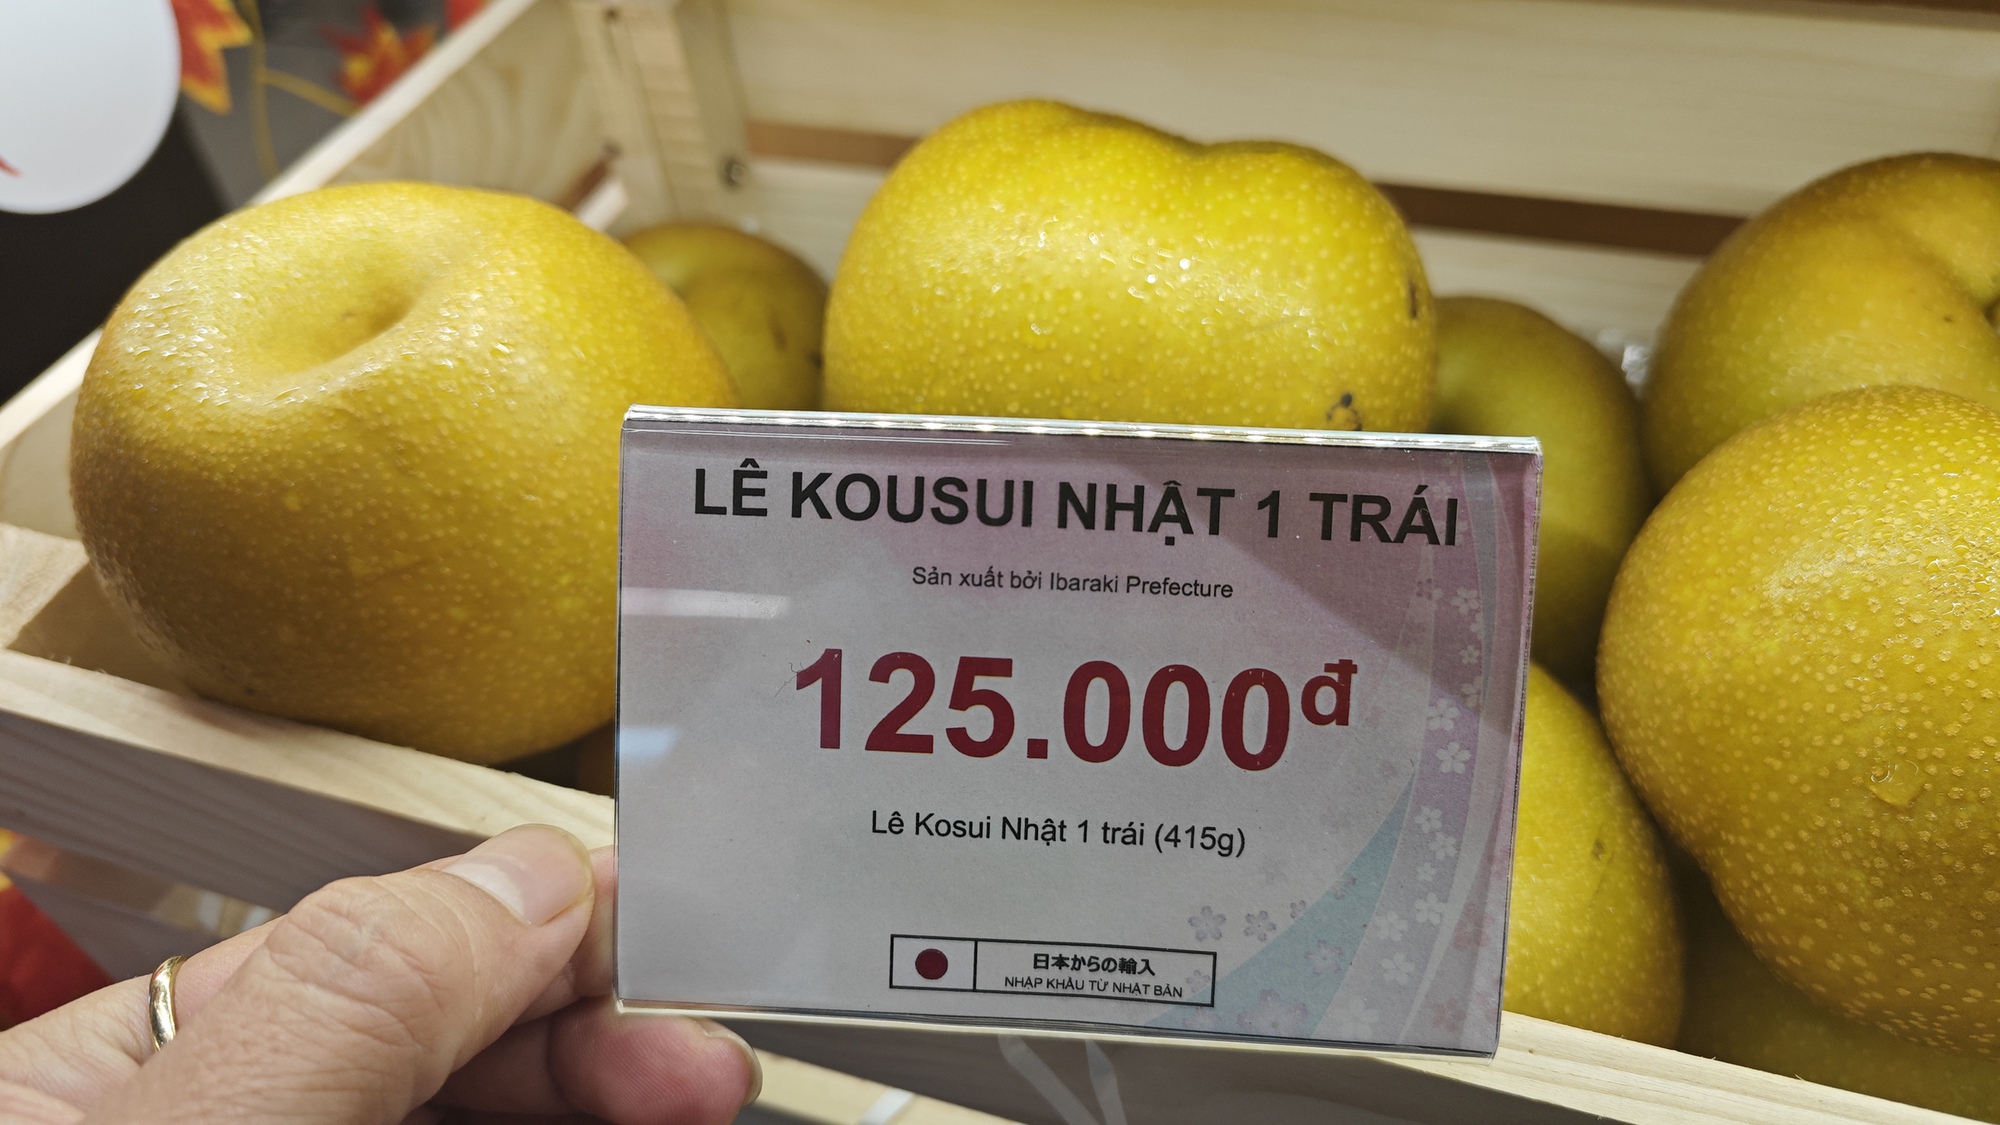 LÊ KOUSUI NHẬT 1 TRÁI
Sản xuất bởi Ibaraki Prefecture
125.000đ
Lê Kosui Nhật 1 trái (415g)
日本からの輸入
NHẬP KHẨU TỪ NHẬT BẢN